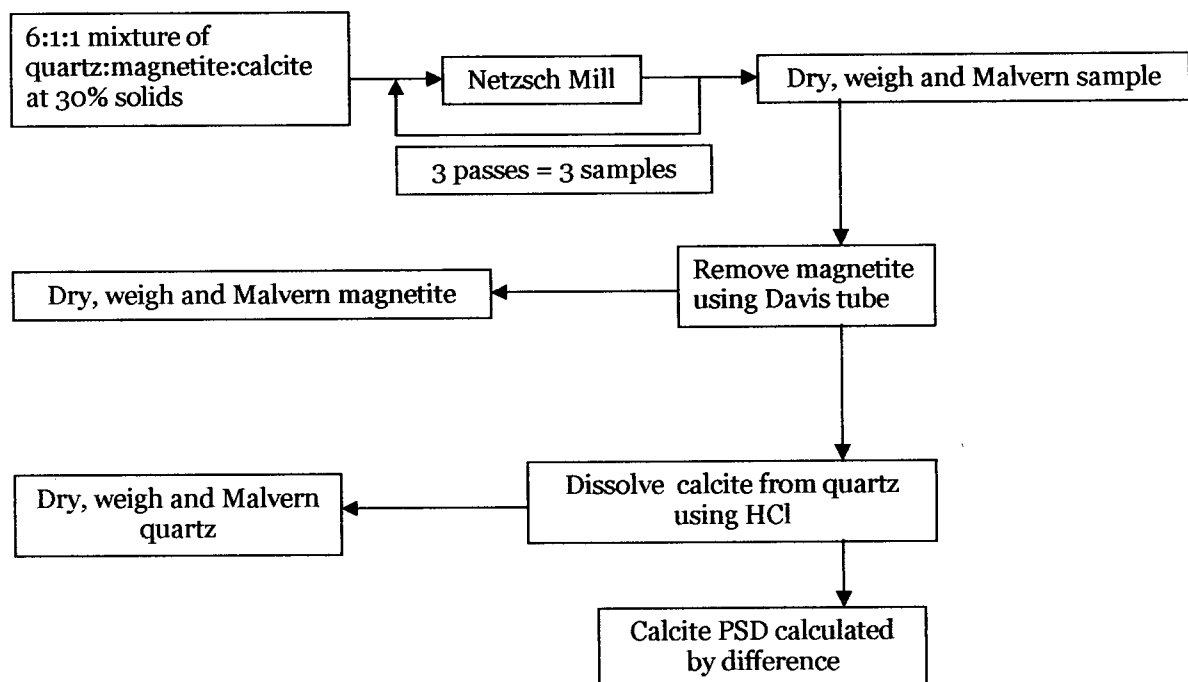 6:1:1 mixture of
quartz:magnetite:calcite
at 30% solids
Netzsch Mill
Dry, weigh and Malvern sample
3 passes = 3 samples
Remove magnetite
using Davis tube
Dry, weigh and Malvern magnetite
Dissolve calcite from quartz
using HCl
Dry, weigh and Malvern
quartz
Calcite PSD calculated
by difference